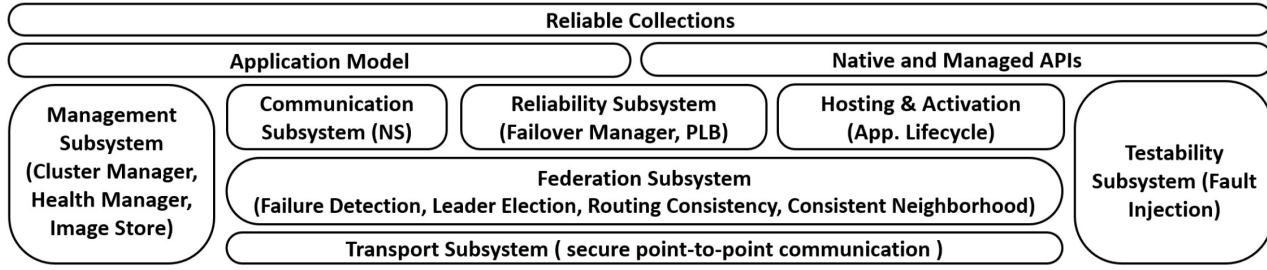 Reliable Collections
Application Model
Native and Managed APIs
Management
Subsystem
(Cluster Manager,
Health Manager,
Image Store)
Communication
Subsystem (NS)
Reliability Subsystem
(Failover Manager, PLB)
Hosting & Activation
(App. Lifecycle)
Testability
Subsystem (Fault
Injection)
Federation Subsystem
(Failure Detection, Leader Election, Routing Consistency, Consistent Neighborhood)
Transport Subsystem ( secure point-to-point communication )